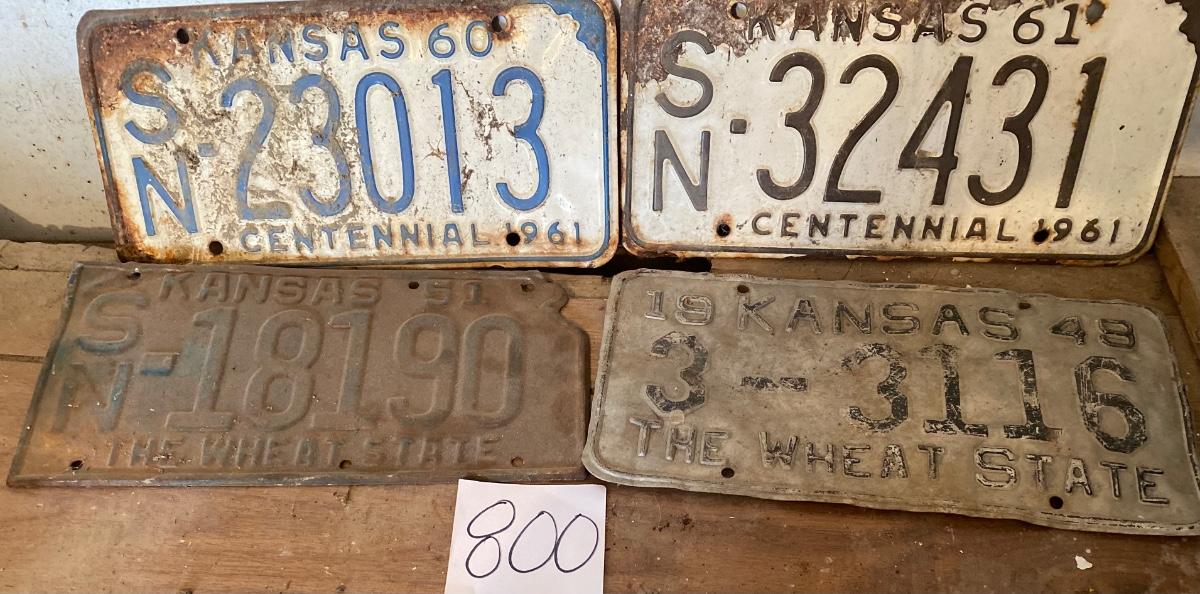 KANSAS 60
SN-23013
CENTENNIAL 1961
KANSAS 61
SN-32431
CENTENNIAL 1961
KANSAS 51
SN-18190
THE WHEAT STATE
19 KANSAS 48
3-3116
THE WHEAT STATE
800